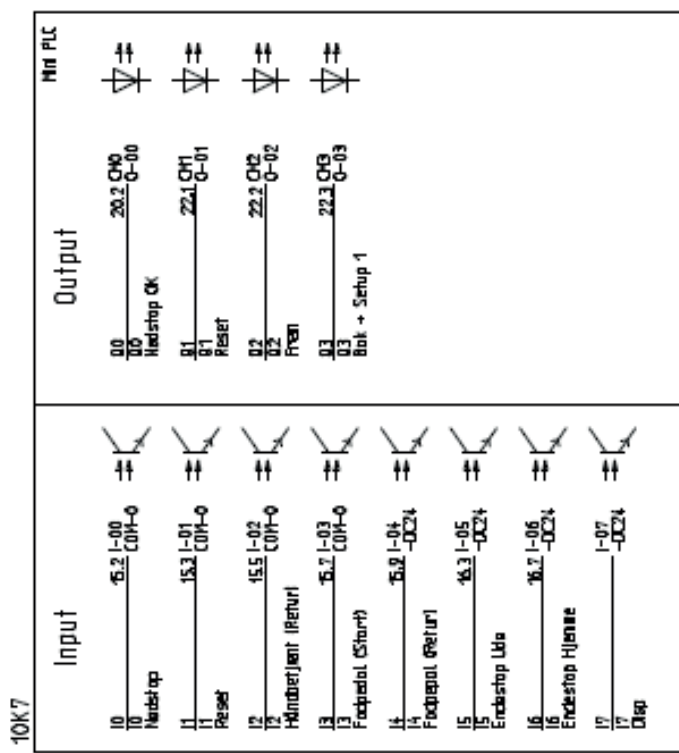 10K7
Mini PLC
Input
I0 15.2 I-00
I0 COM-0
Nødstop
I1 15.3 I-01
I1 COM-0
Reset
I2 15.5 I-02
I2 COM-0
Håndbetjent (Retur)
I3 15.7 I-03
I3 COM-0
Fodpedal (Start)
I4 15.9 I-04
I4 -DC24
Fodpepal (Retur)
I5 16.3 I-05
I5 -DC24
Endestop Ude
I6 16.7 I-06
I6 -DC24
Endestop Hjemme
I7 I-07
I7 -DC24
Disp
Output
Q0 20.2 CM0
Q0 O-00
Nødstop OK
Q1 22.1 CM1
Q1 O-01
Reset
Q2 22.2 CM2
Q2 O-02
Frem
Q3 22.3 CM3
Q3 O-03
Bak + Setup 1